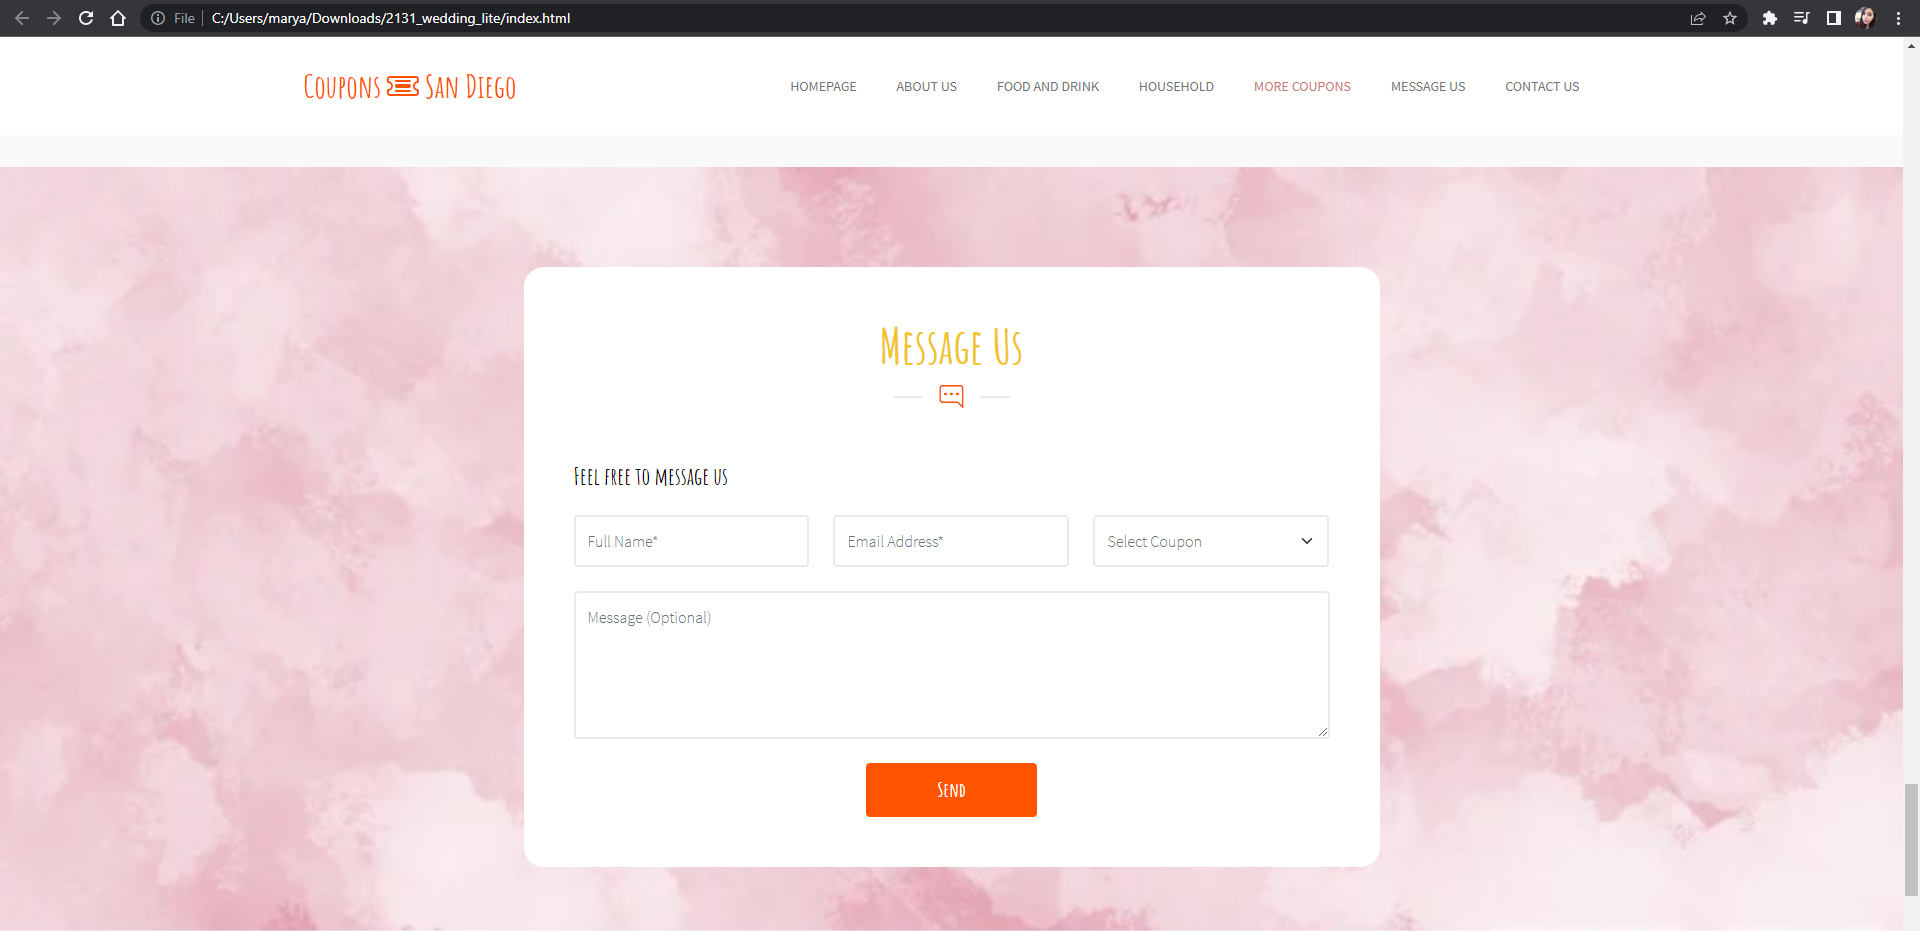 File C:/Users/marya/Downloads/2131_wedding_lite/index.html
Coupons San Diego HOMEPAGE ABOUT US FOOD AND DRINK HOUSEHOLD MORE COUPONS MESSAGE US CONTACT US
Message Us
Feel free to message us
Full Name* Email Address* Select Coupon
Message (Optional)
Send